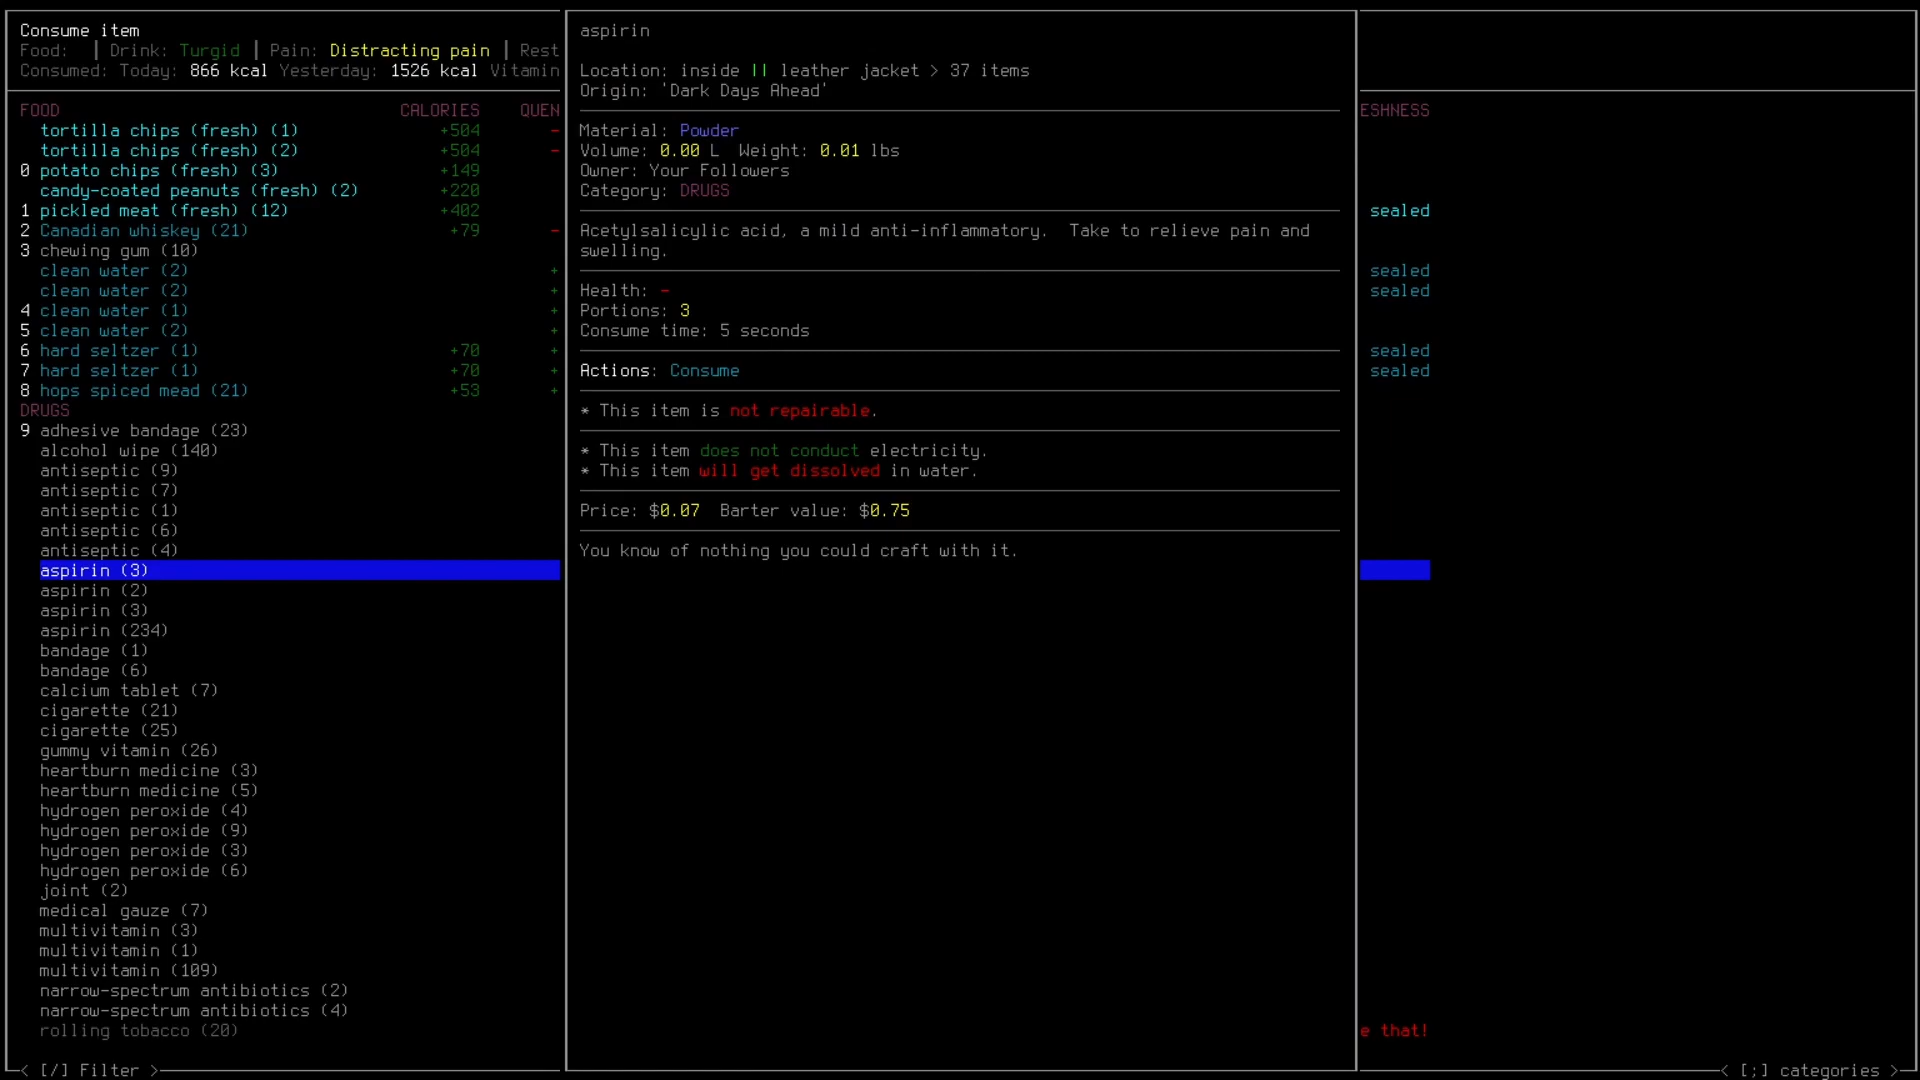 Consume item
Food: | Drink: Turgid | Pain: Distracting pain | Rest
Consumed: Today: 866 kcal Yesterday: 1526 kcal Vitamin
FOOD CALORIES QUEN
tortilla chips (fresh) (1) +504 -
tortilla chips (fresh) (2) +504 -
0 potato chips (fresh) (3) +149
candy-coated peanuts (fresh) (2) +220
1 pickled meat (fresh) (12) +402
2 Canadian whiskey (21) +79 -
3 chewing gum (10)
clean water (2) +
clean water (2) +
4 clean water (1) +
5 clean water (2) +
6 hard seltzer (1) +70 +
7 hard seltzer (1) +70 +
8 hops spiced mead (21) +53 +
DRUGS
9 adhesive bandage (23)
alcohol wipe (140)
antiseptic (9)
antiseptic (7)
antiseptic (1)
antiseptic (6)
antiseptic (4)
aspirin (3)
aspirin (2)
aspirin (3)
aspirin (234)
bandage (1)
bandage (6)
calcium tablet (7)
cigarette (21)
cigarette (25)
gummy vitamin (26)
heartburn medicine (3)
heartburn medicine (5)
hydrogen peroxide (4)
hydrogen peroxide (9)
hydrogen peroxide (3)
hydrogen peroxide (6)
joint (2)
medical gauze (7)
multivitamin (3)
multivitamin (1)
multivitamin (109)
narrow-spectrum antibiotics (2)
narrow-spectrum antibiotics (4)
rolling tobacco (20)
< [/] Filter >
aspirin
Location: inside || leather jacket > 37 items
Origin: 'Dark Days Ahead'
Material: Powder
Volume: 0.00 L Weight: 0.01 lbs
Owner: Your Followers
Category: DRUGS
Acetylsalicylic acid, a mild anti-inflammatory. Take to relieve pain and
swelling.
Health: -
Portions: 3
Consume time: 5 seconds
Actions: Consume
* This item is not repairable.
* This item does not conduct electricity.
* This item will get dissolved in water.
Price: $0.07 Barter value: $0.75
You know of nothing you could craft with it.
ESHNESS
sealed
sealed
sealed
sealed
sealed
e that!
< [;] categories >